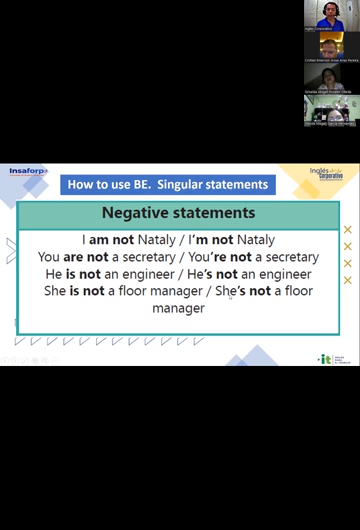 Insaforp
Inglés
Corporativo
How to use BE.  Singular statements
Negative statements
I am not Nataly / I'm not Nataly
You are not a secretary / You're not a secretary
He is not an engineer / He's not an engineer
She is not a floor manager / She's not a floor
manager
it